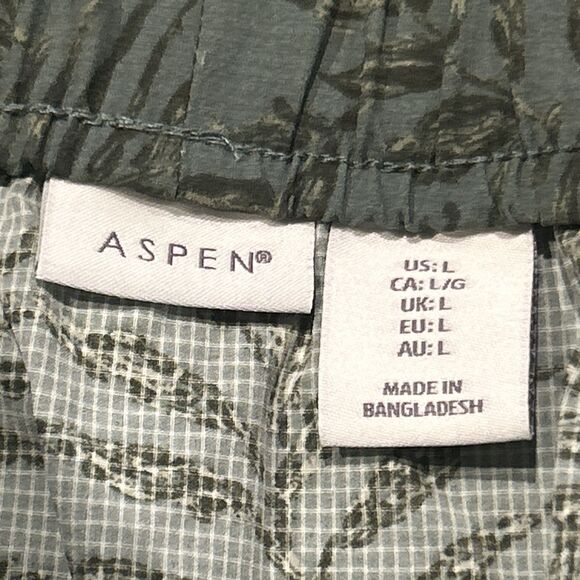 ASPEN®
US: L
CA: L/G
UK: L
EU: L
AU: L
MADE IN
BANGLADESH